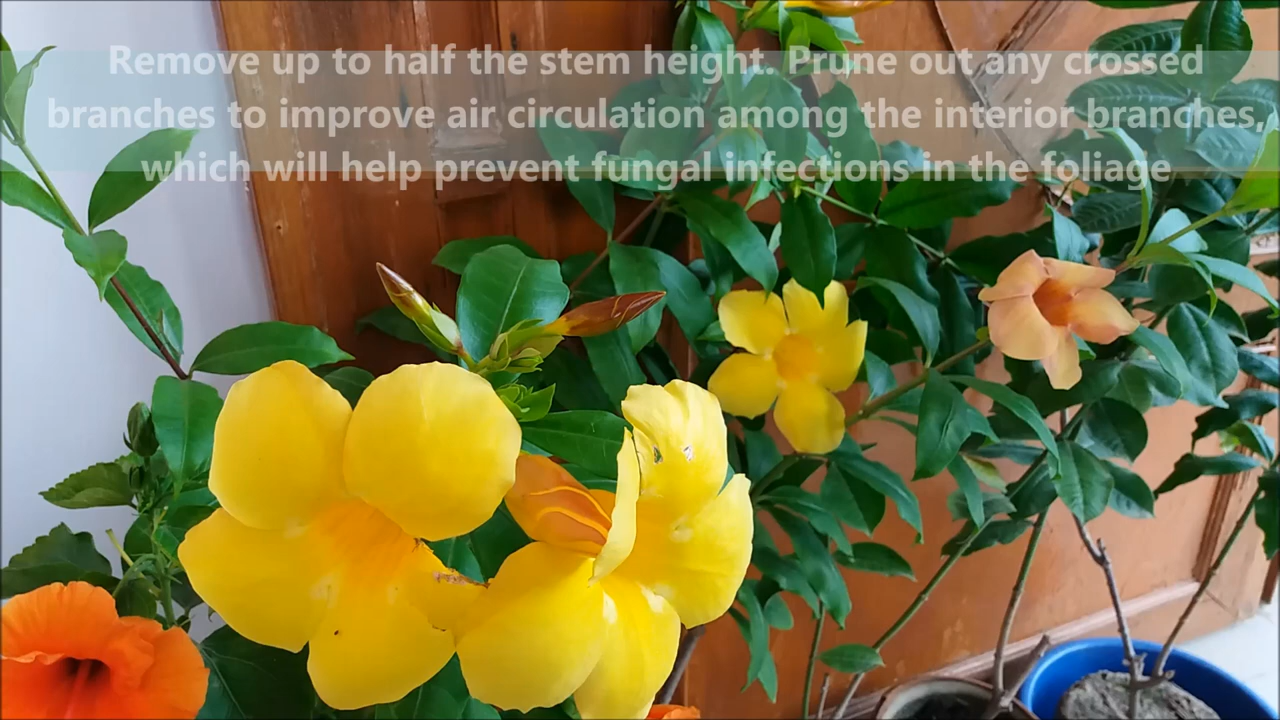 Remove up to half the stem height. Prune out any crossed
branches to improve air circulation among the interior branches,
which will help prevent fungal infections in the foliage